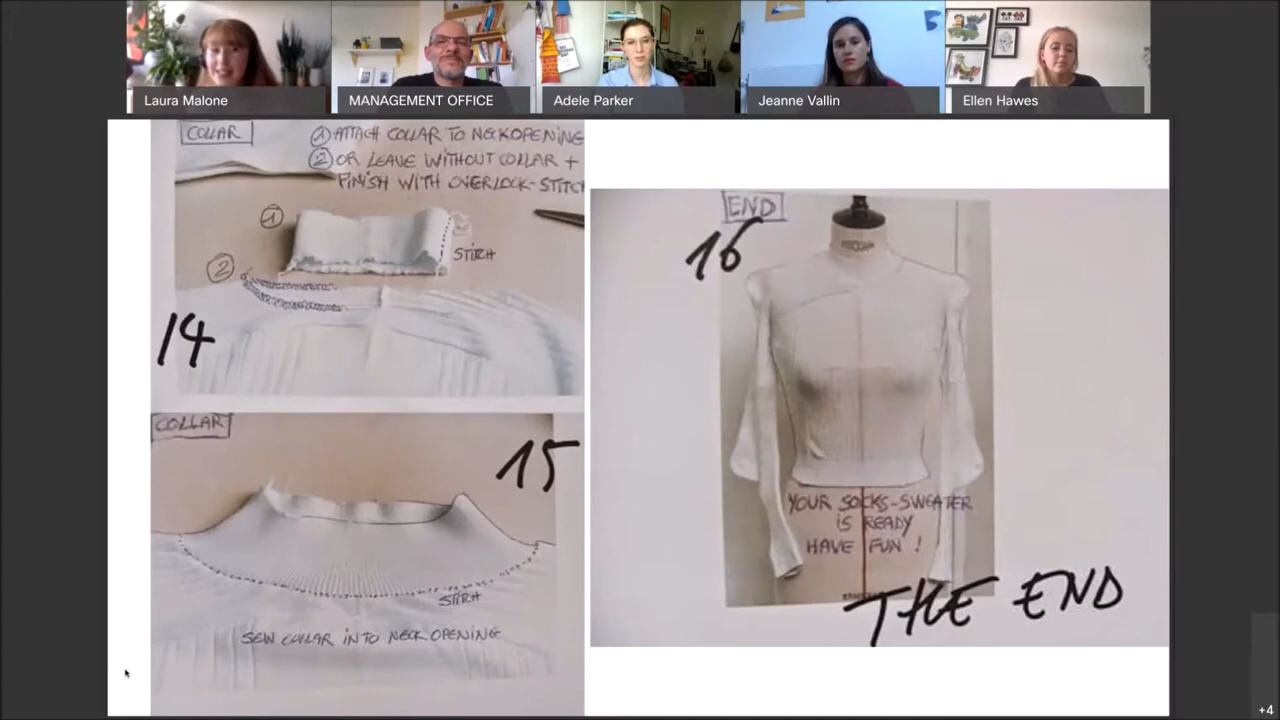 Laura Malone
MANAGEMENT OFFICE
Adele Parker
Jeanne Vallin
Ellen Hawes
COLLAR
① ATTACH COLLAR TO NECKOPENING
② OR LEAVE WITHOUT COLLAR +
FINISH WITH OVERLOCK-STITCH
①
STITCH
②
14
COLLAR
15
STITCH
SEW COLLAR INTO NECK OPENING
END
16
YOUR SOCKS-SWEATER
IS READY
HAVE FUN !
THE END
+4